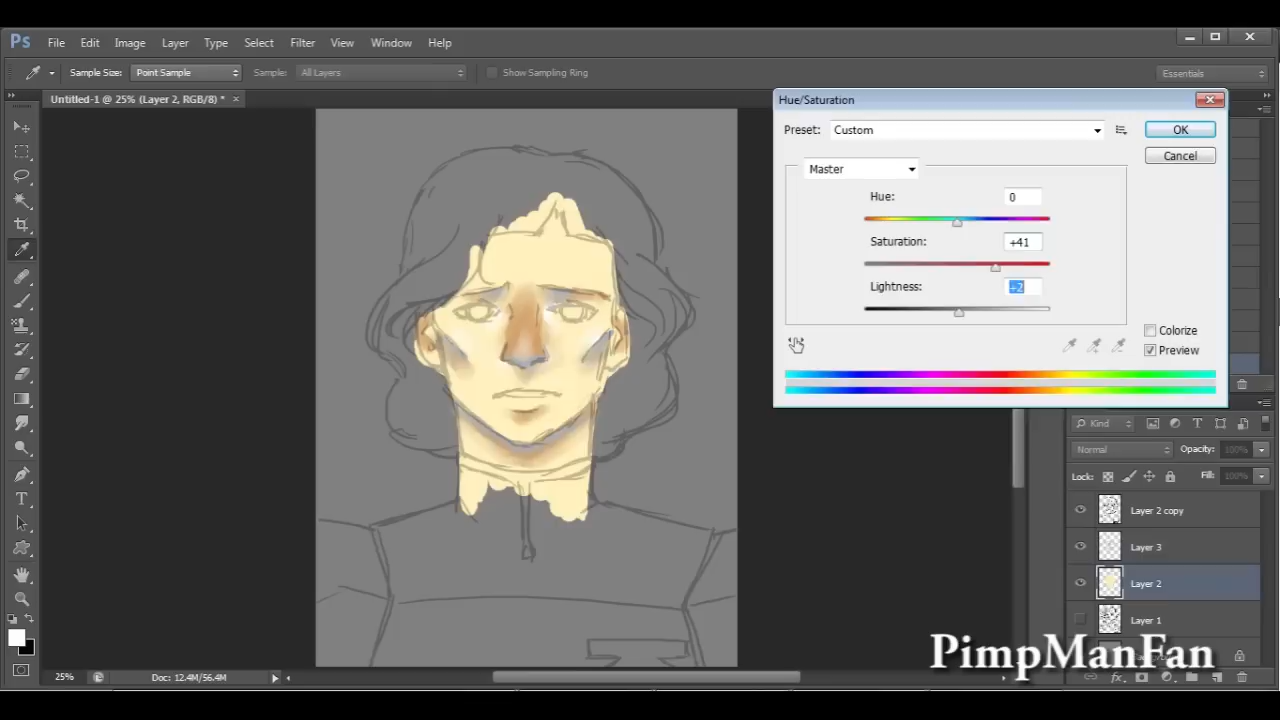 Ps File Edit Image Layer Type Select Filter View Window Help
Sample Size: Point Sample Sample: All Layers Show Sampling Ring Essentials
Untitled-1 @ 25% (Layer 2, RGB/8) * ×
Hue/Saturation
Preset: Custom OK
Cancel
Master
Hue: 0
Saturation: +41
Lightness: +2
Colorize
Preview
Kind
Normal Opacity: 100%
Lock: Fill: 100%
Layer 2 copy
Layer 3
Layer 2
Layer 1
PimpManFan
25% Doc: 12.4M/56.4M